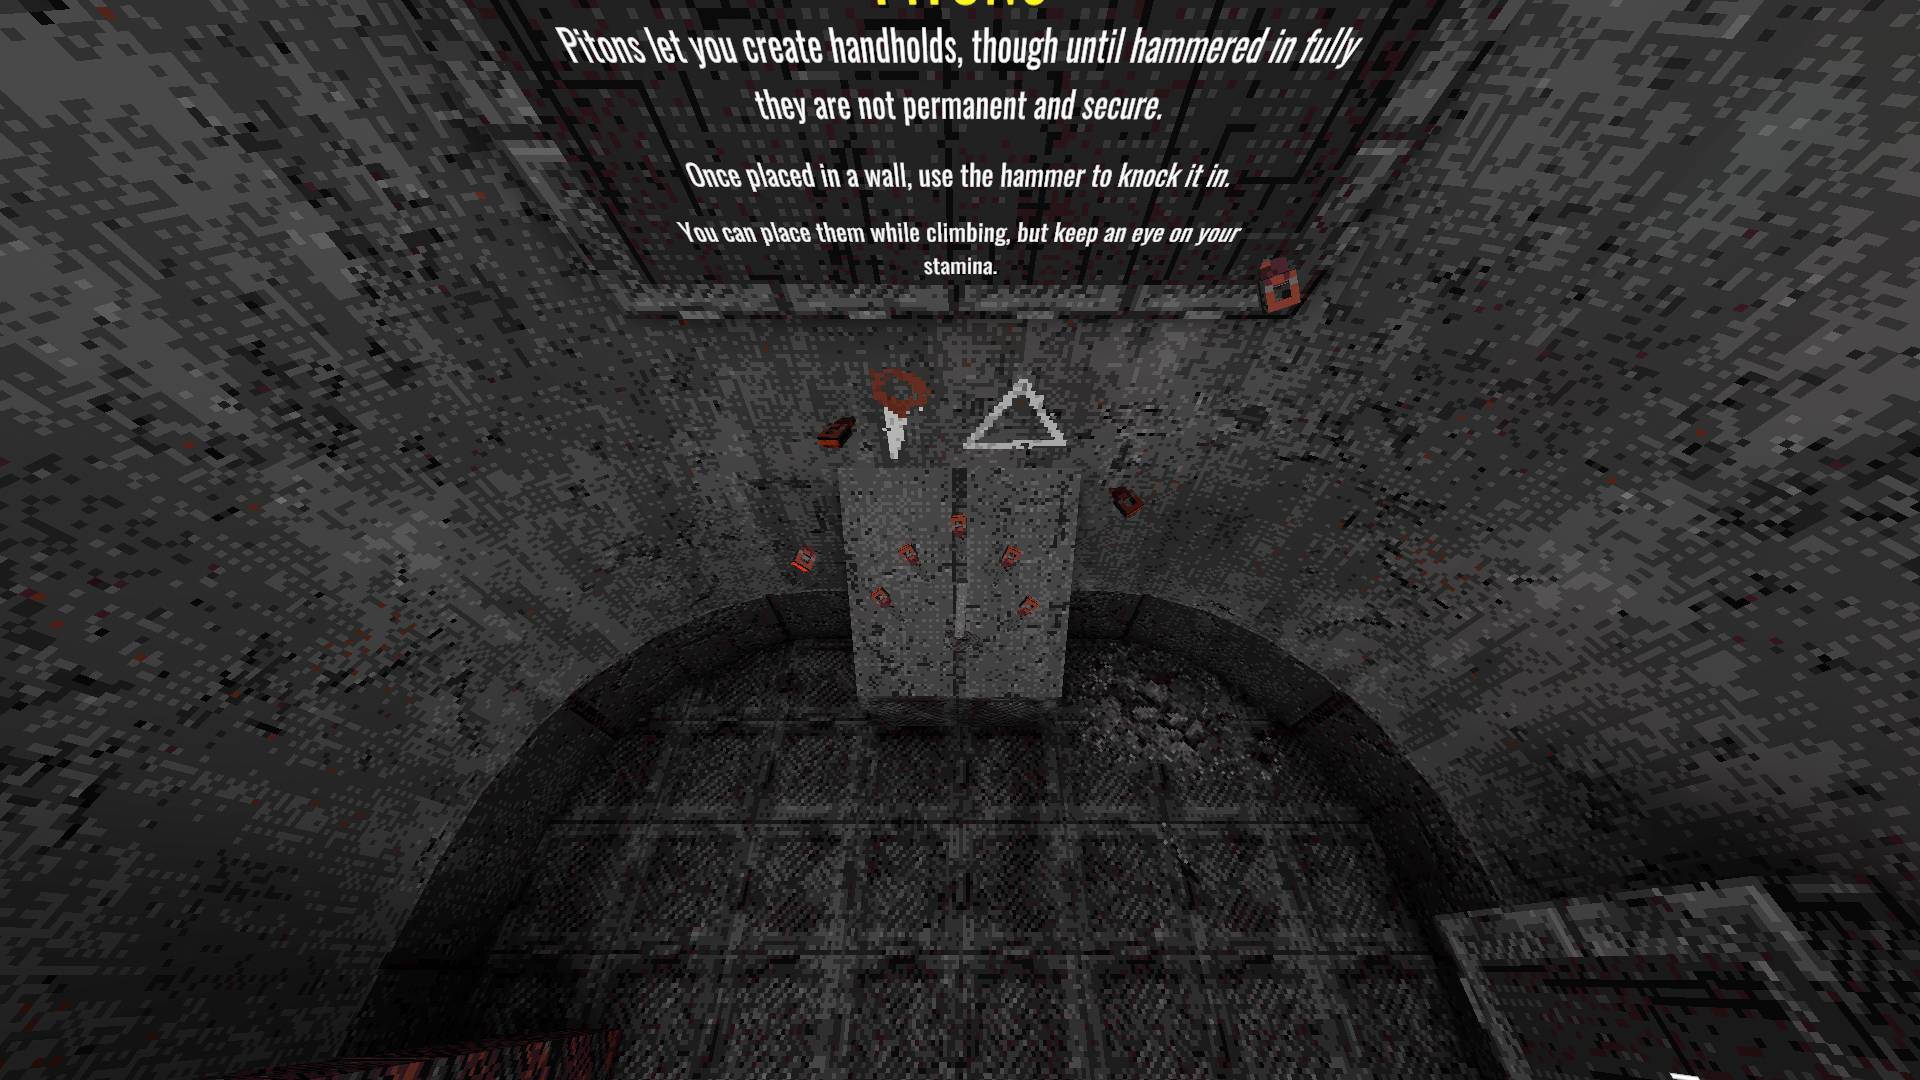 PITONS
Pitons let you create handholds, though until hammered in fully
they are not permanent and secure.
Once placed in a wall, use the hammer to knock it in.
You can place them while climbing, but keep an eye on your
stamina.